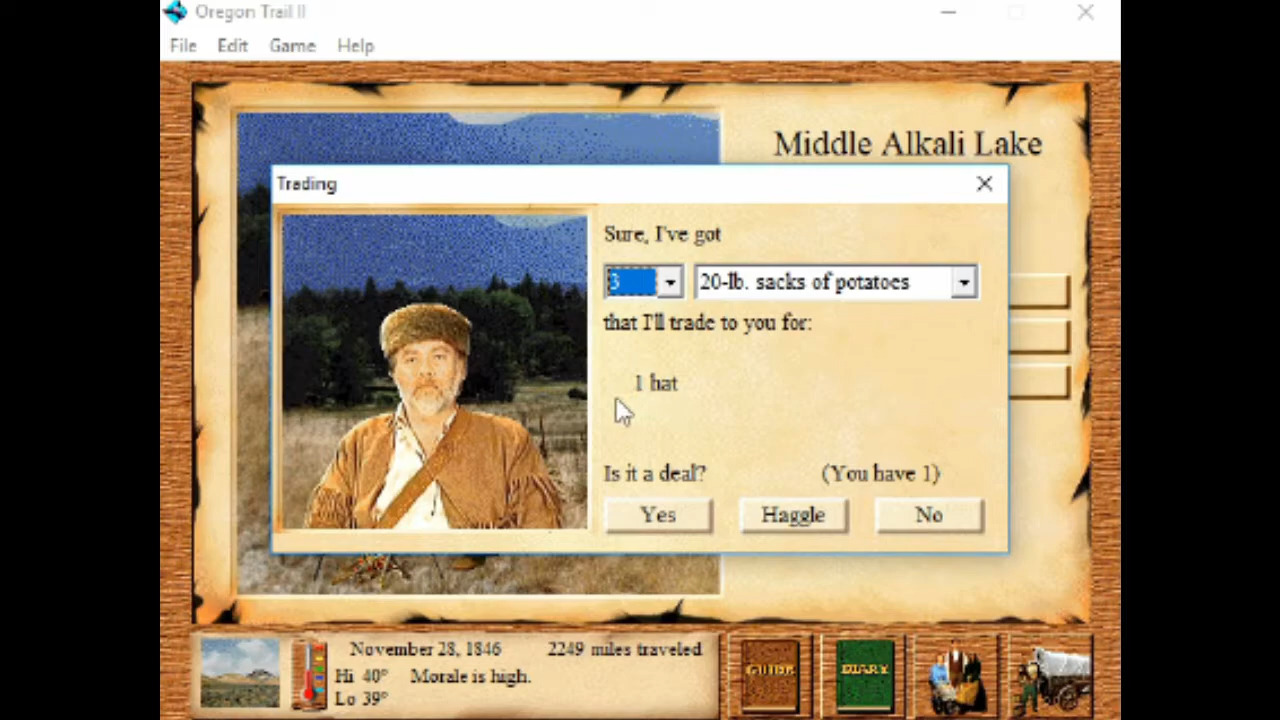 Oregon Trail II
File Edit Game Help
Middle Alkali Lake
Trading
Sure, I've got
3 20-lb. sacks of potatoes
that I'll trade to you for:
1 hat
Is it a deal? (You have 1)
Yes Haggle No
November 28, 1846 2249 miles traveled
Hi 40° Morale is high.
Lo 39°
GUIDE DIARY